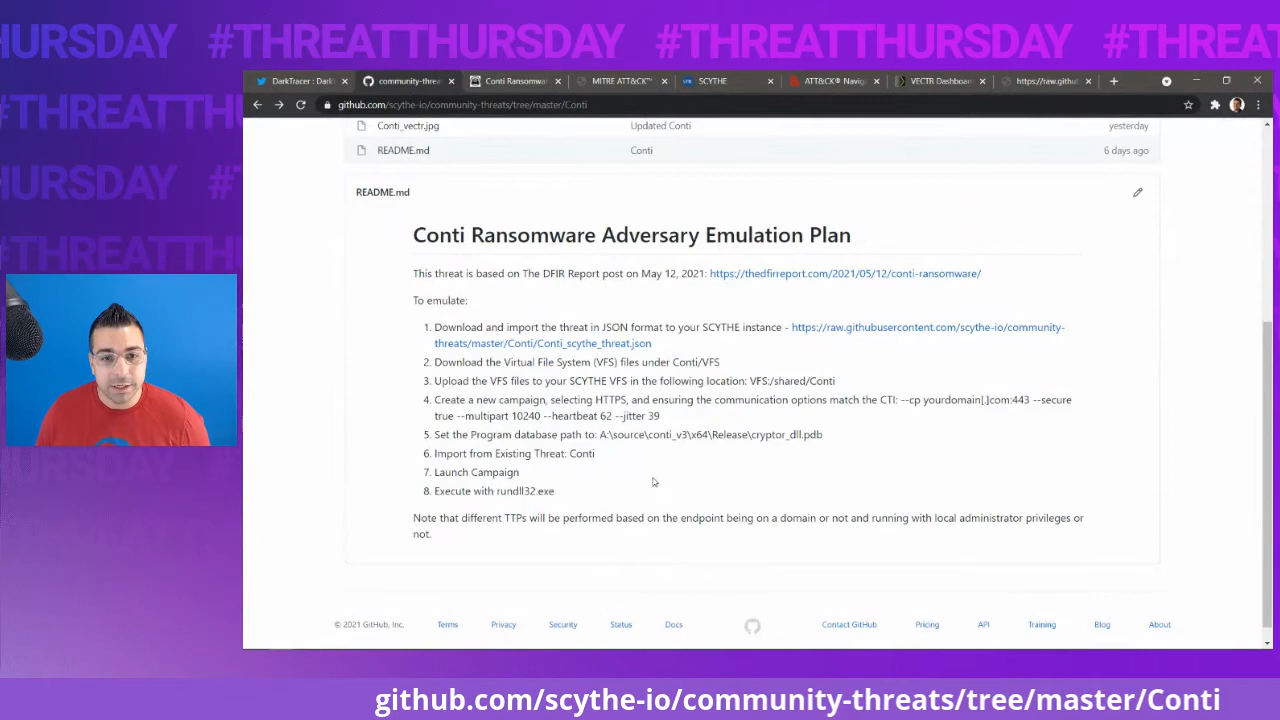 HURSDAY #THREATTHURSDAY #THREATTHURSDAY #THREATT
#THREATTHU
HURSDAY #
#THREATTHU
DarkTracer : Dark
community-threa
Conti Ransomwar
MITRE ATT&CK™
SCYTHE
ATT&CK® Navig
VECTR Dashboar
https://raw.githul
github.com/scythe-io/community-threats/tree/master/Conti
Conti_vectr.jpg Updated Conti yesterday
README.md Conti 6 days ago
README.md
Conti Ransomware Adversary Emulation Plan
This threat is based on The DFIR Report post on May 12, 2021: https://thedfirreport.com/2021/05/12/conti-ransomware/
To emulate:
1. Download and import the threat in JSON format to your SCYTHE instance - https://raw.githubusercontent.com/scythe-io/community-
threats/master/Conti/Conti_scythe_threat.json
2. Download the Virtual File System (VFS) files under Conti/VFS
3. Upload the VFS files to your SCYTHE VFS in the following location: VFS:/shared/Conti
4. Create a new campaign, selecting HTTPS, and ensuring the communication options match the CTI: --cp yourdomain[.]com:443 --secure
true --multipart 10240 --heartbeat 62 --jitter 39
5. Set the Program database path to: A:\source\conti_v3\x64\Release\cryptor_dll.pdb
6. Import from Existing Threat: Conti
7. Launch Campaign
8. Execute with rundll32.exe
Note that different TTPs will be performed based on the endpoint being on a domain or not and running with local administrator privileges or
not.
© 2021 GitHub, Inc. Terms Privacy Security Status Docs Contact GitHub Pricing API Training Blog About
github.com/scythe-io/community-threats/tree/master/Conti